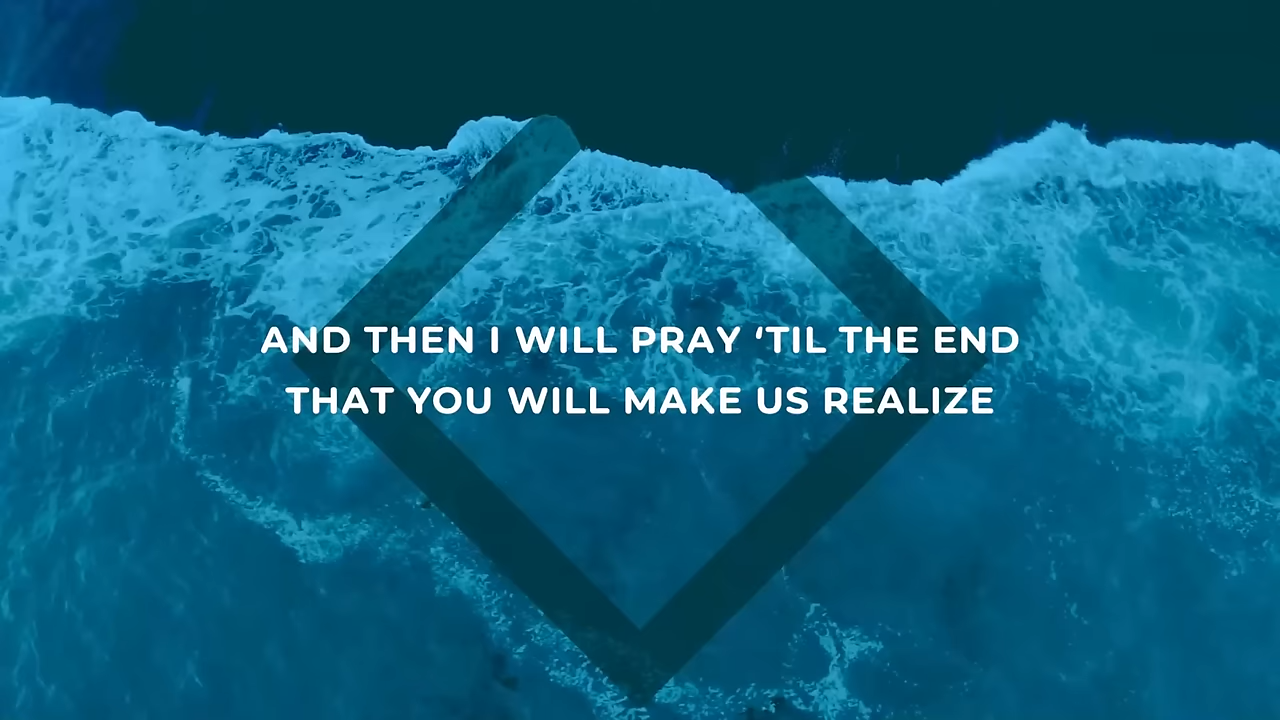 AND THEN I WILL PRAY ‘TIL THE END
THAT YOU WILL MAKE US REALIZE